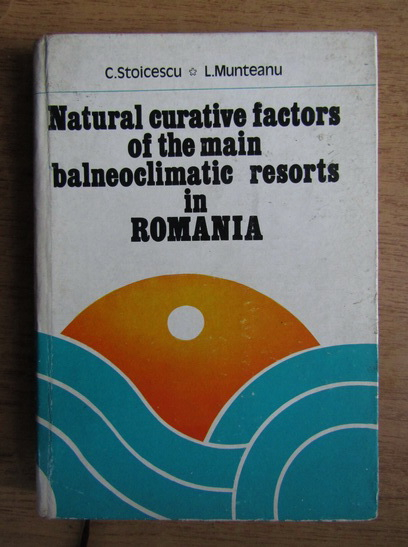 C.Stoicescu ☆ L.Munteanu
Natural curative factors
of the main
balneoclimatic resorts
in
ROMANIA